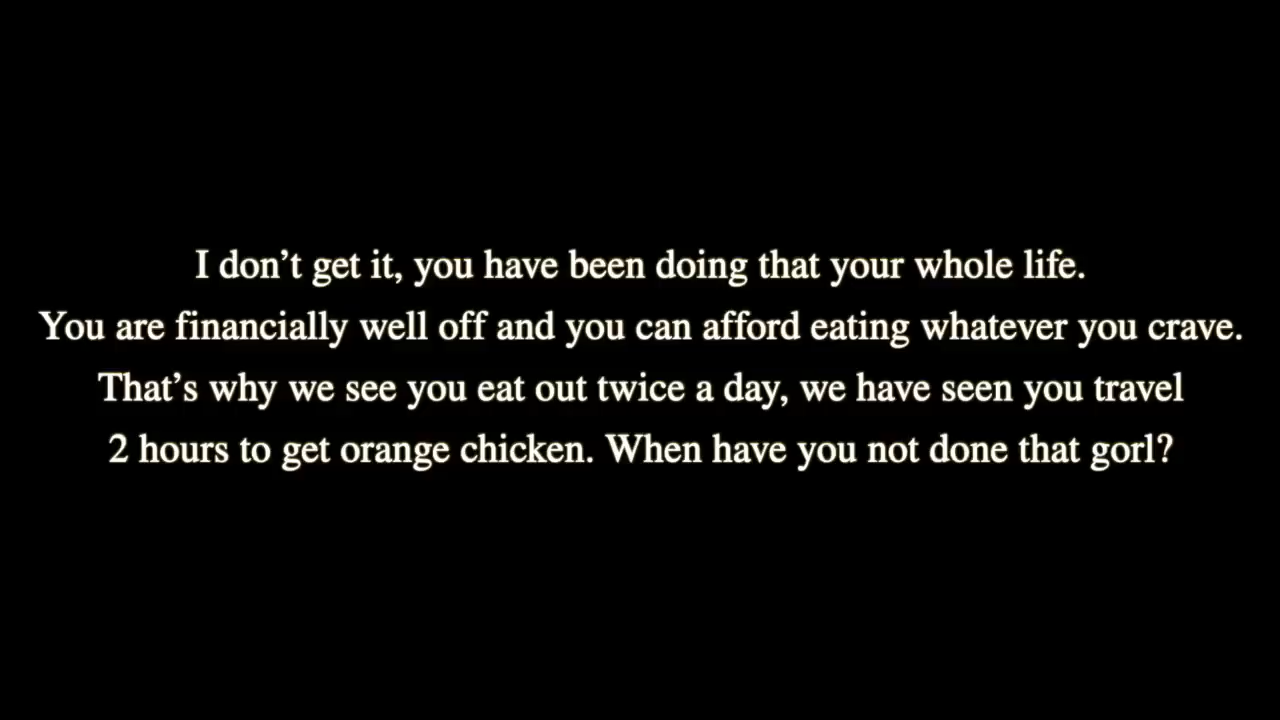 I don’t get it, you have been doing that your whole life.
You are financially well off and you can afford eating whatever you crave.
That’s why we see you eat out twice a day, we have seen you travel
2 hours to get orange chicken. When have you not done that gorl?